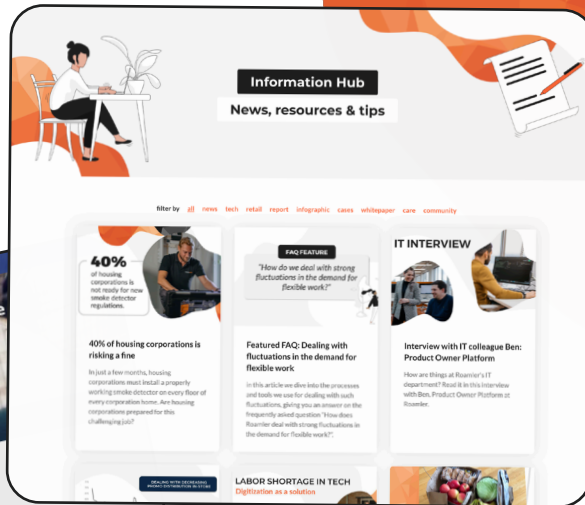 Information Hub
News, resources & tips
filter by all news tech retail report infographic cases whitepaper care community
40%
of housing
corporations is
not ready for new
smoke detector
regulations.
40% of housing corporations is
risking a fine
In just a few months, housing
corporations must install a properly
working smoke detector on every floor of
every corporation home. Are housing
corporations prepared for this
challenging job?
FAQ FEATURE
"How do we deal with strong
fluctuations in the demand for
flexible work?"
Featured FAQ: Dealing with
fluctuations in the demand for
flexible work
in this article we dive into the processes
and tools we use for dealing with such
fluctuations, giving you an answer on the
frequently asked question "How does
Roamler deal with strong fluctuations in
the demand for flexible work?".
IT INTERVIEW
Interview with IT colleague Ben:
Product Owner Platform
How are things at Roamler's IT
department? Read it in this interview
with Ben, Product Owner Platform at
Roamler.
DEALING WITH DECREASING
PROMO DISTRIBUTION IN STORE
LABOR SHORTAGE IN TECH
Digitization as a solution